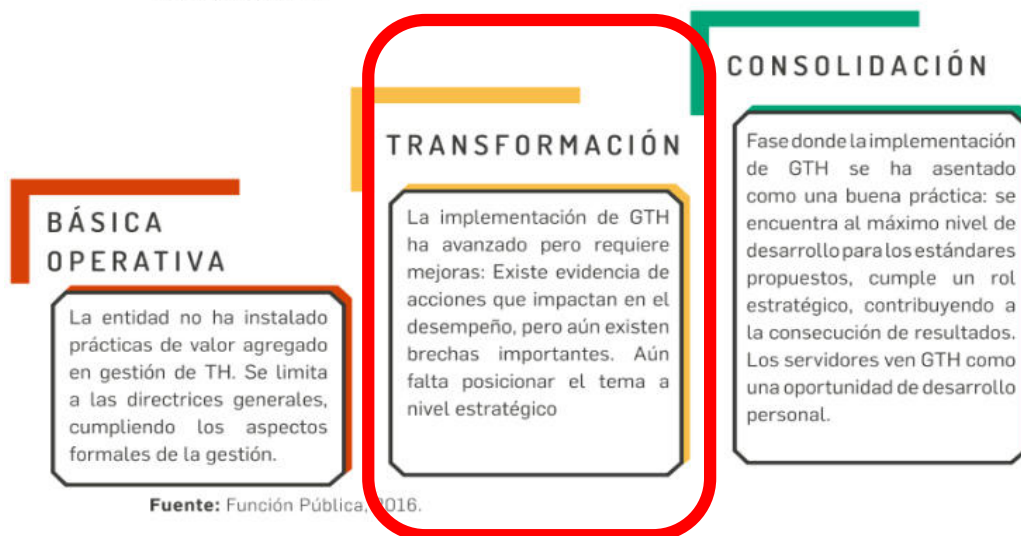 BÁSICA
OPERATIVA
La entidad no ha instalado
prácticas de valor agregado
en gestión de TH. Se limita
a las directrices generales,
cumpliendo los aspectos
formales de la gestión.
TRANSFORMACIÓN
La implementación de GTH
ha avanzado pero requiere
mejoras: Existe evidencia de
acciones que impactan en el
desempeño, pero aún existen
brechas importantes. Aún
falta posicionar el tema a
nivel estratégico
CONSOLIDACIÓN
Fase donde la implementación
de GTH se ha asentado
como una buena práctica: se
encuentra al máximo nivel de
desarrollo para los estándares
propuestos, cumple un rol
estratégico, contribuyendo a
la consecución de resultados.
Los servidores ven GTH como
una oportunidad de desarrollo
personal.
Fuente: Función Pública, 2016.